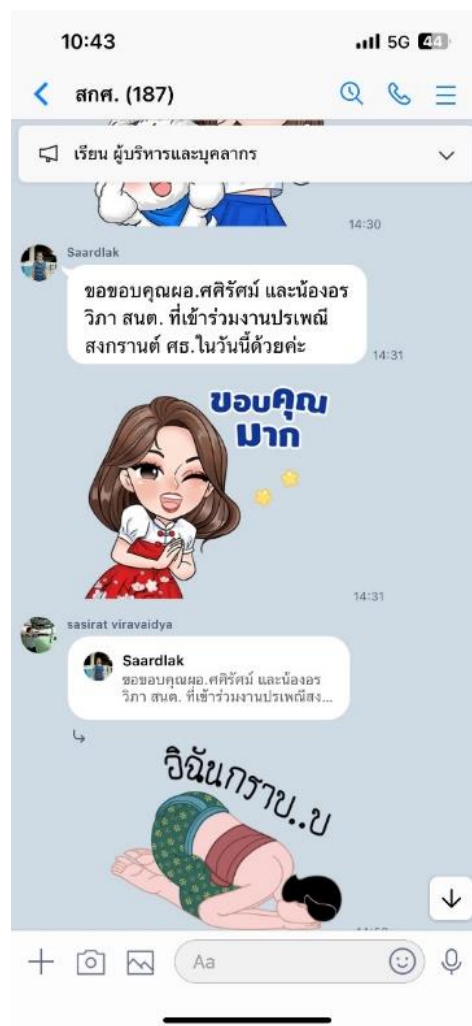 10:43
5G 44
สกศ. (187)
เรียน ผู้บริหารและบุคลากร
14:30
Saardlak
ขอขอบคุณผอ.ศศิรัศม์ และน้องอร
วิภา สนต. ที่เข้าร่วมงานปรเพณี
สงกรานต์ ศธ.ในวันนี้ด้วยค่ะ
14:31
ขอบคุณ
มาก
14:31
sasirat viravaidya
Saardlak
ขอขอบคุณผอ.ศศิรัศม์ และน้องอร
วิภา สนต. ที่เข้าร่วมงานปรเพณีสง...
วิฉันกราบ..บ
Aa